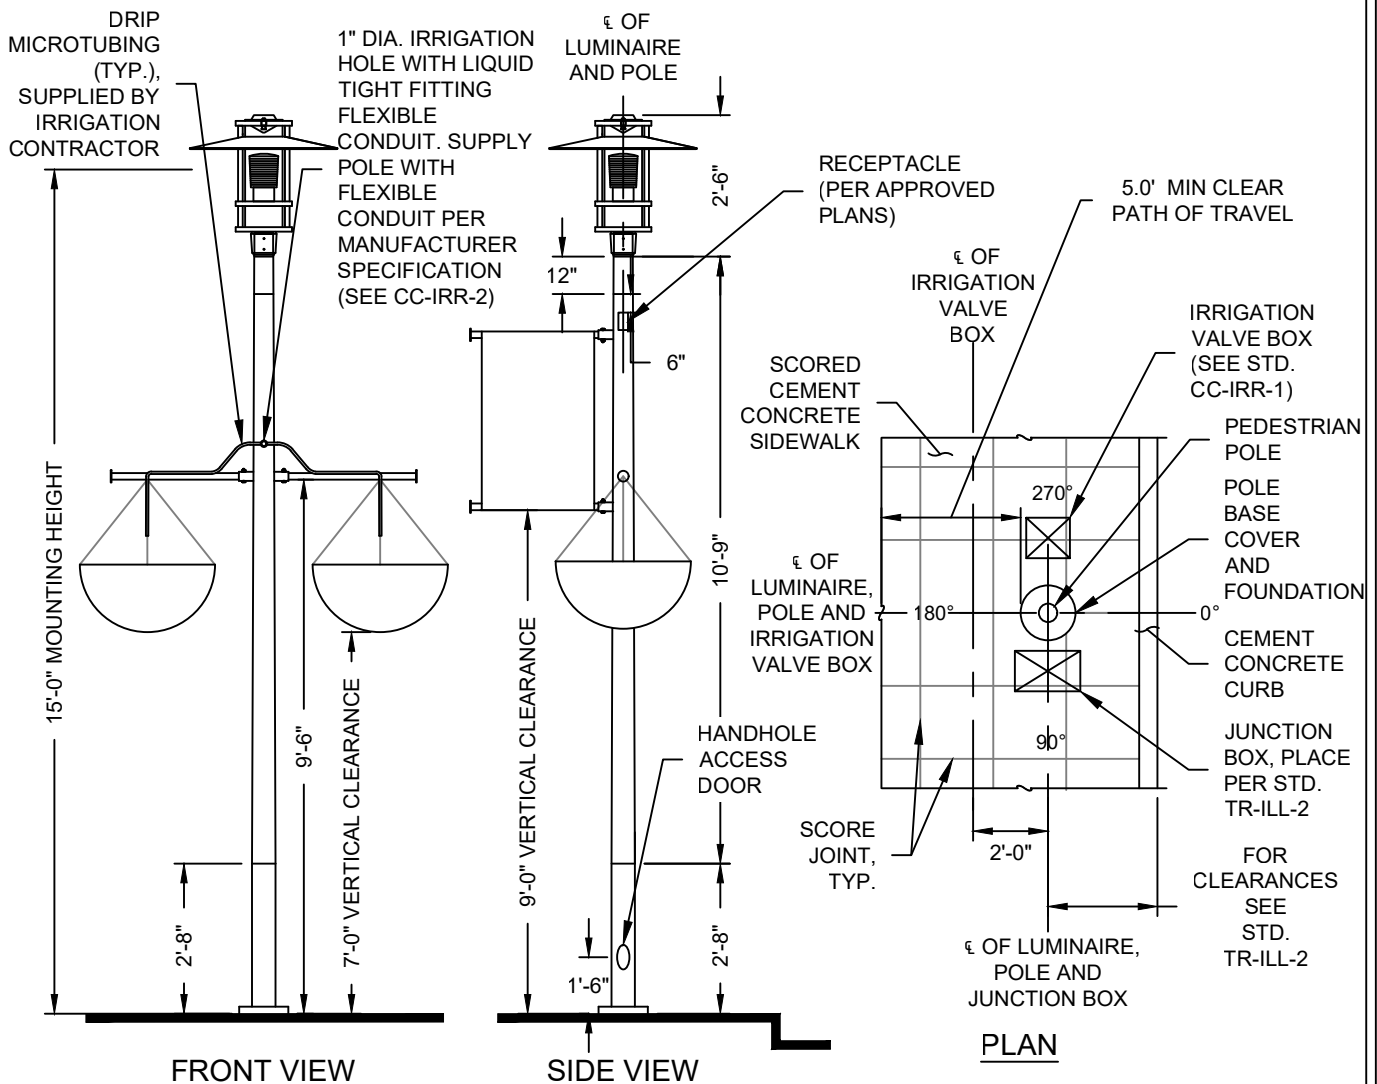 DRIP
MICROTUBING
(TYP.),
SUPPLIED BY
IRRIGATION
CONTRACTOR
1" DIA. IRRIGATION
HOLE WITH LIQUID
TIGHT FITTING
FLEXIBLE
CONDUIT. SUPPLY
POLE WITH
FLEXIBLE
CONDUIT PER
MANUFACTURER
SPECIFICATION
(SEE CC-IRR-2)
℄ OF
LUMINAIRE
AND POLE
2'-6"
RECEPTACLE
(PER APPROVED
PLANS)
12"
6"
15'-0" MOUNTING HEIGHT
2'-8"
7'-0" VERTICAL CLEARANCE
9'-6"
9'-0" VERTICAL CLEARANCE
10'-9"
2'-8"
1'-6"
HANDHOLE
ACCESS
DOOR
FRONT VIEW
SIDE VIEW
5.0' MIN CLEAR
PATH OF TRAVEL
℄ OF
IRRIGATION
VALVE
BOX
SCORED
CEMENT
CONCRETE
SIDEWALK
IRRIGATION
VALVE BOX
(SEE STD.
CC-IRR-1)
PEDESTRIAN
POLE
POLE
BASE
COVER
AND
FOUNDATION
270°
180°
0°
90°
℄ OF
LUMINAIRE,
POLE AND
IRRIGATION
VALVE BOX
CEMENT
CONCRETE
CURB
JUNCTION
BOX, PLACE
PER STD.
TR-ILL-2
SCORE
JOINT,
TYP.
2'-0"
FOR
CLEARANCES
SEE
STD.
TR-ILL-2
℄ OF LUMINAIRE,
POLE AND
JUNCTION BOX
PLAN